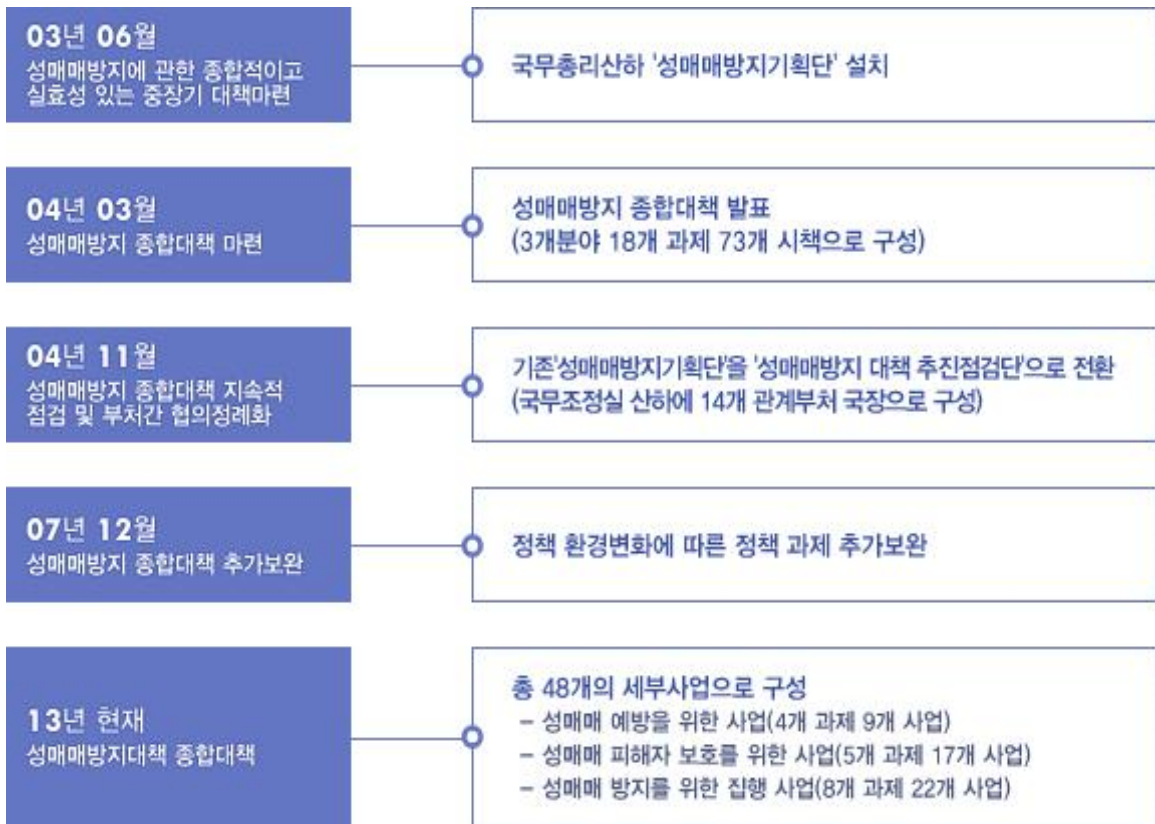 03년 06월
성매매방지에 관한 종합적이고
실효성 있는 중장기 대책마련
국무총리산하 '성매매방지기획단' 설치
04년 03월
성매매방지 종합대책 마련
성매매방지 종합대책 발표
(3개분야 18개 과제 73개 시책으로 구성)
04년 11월
성매매방지 종합대책 지속적
점검 및 부처간 협의정례화
기존'성매매방지기획단'을 '성매매방지 대책 추진점검단'으로 전환
(국무조정실 산하에 14개 관계부처 국장으로 구성)
07년 12월
성매매방지 종합대책 추가보완
정책 환경변화에 따른 정책 과제 추가보완
13년 현재
성매매방지대책 종합대책
총 48개의 세부사업으로 구성
– 성매매 예방을 위한 사업(4개 과제 9개 사업)
– 성매매 피해자 보호를 위한 사업(5개 과제 17개 사업)
– 성매매 방지를 위한 집행 사업(8개 과제 22개 사업)